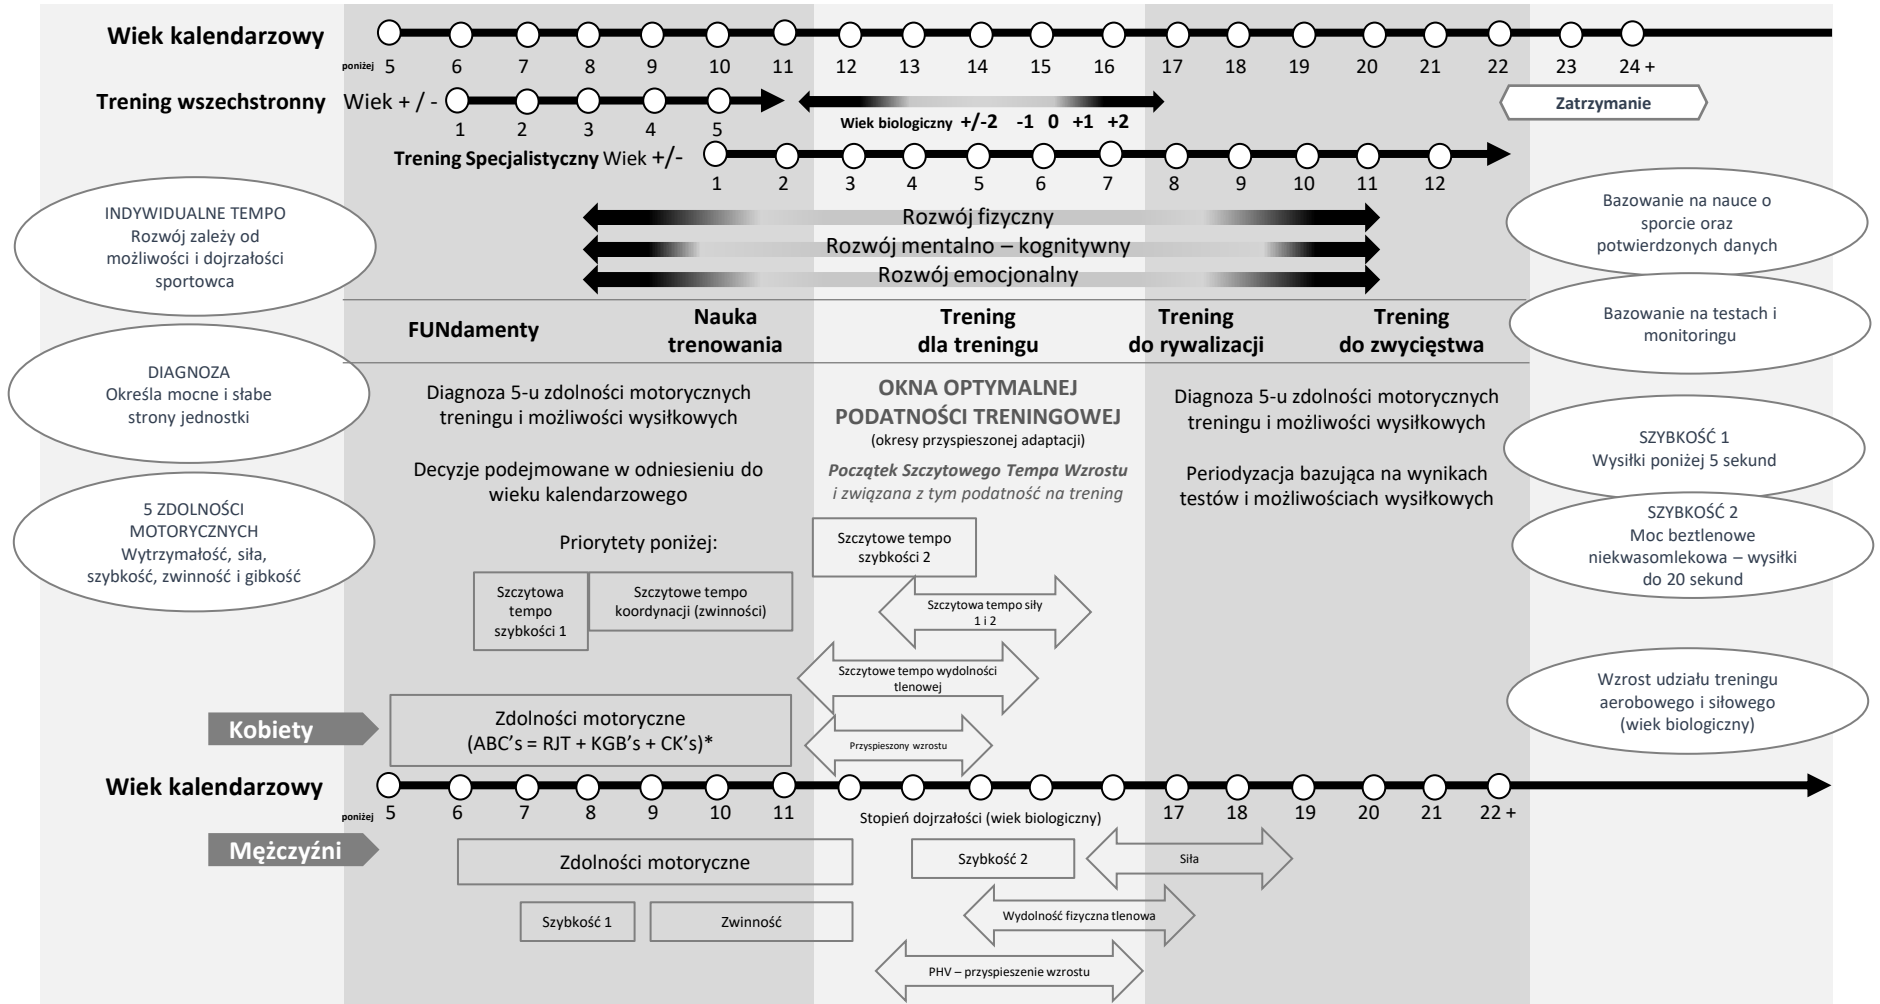 Wiek kalendarzowy
poniżej 5 6 7 8 9 10 11 12 13 14 15 16 17 18 19 20 21 22 23 24 +
Trening wszechstronny Wiek + / -
1 2 3 4 5
Wiek biologiczny +/-2 -1 0 +1 +2
Zatrzymanie
Trening Specjalistyczny Wiek +/-
1 2 3 4 5 6 7 8 9 10 11 12
INDYWIDUALNE TEMPO
Rozwój zależy od
możliwości i dojrzałości
sportowca
DIAGNOZA
Określa mocne i słabe
strony jednostki
5 ZDOLNOŚCI
MOTORYCZNYCH
Wytrzymałość, siła,
szybkość, zwinność i gibkość
Rozwój fizyczny
Rozwój mentalno – kognitywny
Rozwój emocjonalny
FUNdamenty
Nauka
trenowania
Trening
dla treningu
Trening
do rywalizacji
Trening
do zwycięstwa
Diagnoza 5-u zdolności motorycznych
treningu i możliwości wysiłkowych
Decyzje podejmowane w odniesieniu do
wieku kalendarzowego
Priorytety poniżej:
Szczytowa
tempo
szybkości 1
Szczytowe tempo
koordynacji (zwinności)
OKNA OPTYMALNEJ
PODATNOŚCI TRENINGOWEJ
(okresy przyspieszonej adaptacji)
Początek Szczytowego Tempa Wzrostu
i związana z tym podatność na trening
Szczytowe tempo
szybkości 2
Szczytowa tempo siły
1 i 2
Szczytowe tempo wydolności
tlenowej
Przyspieszony wzrostu
Diagnoza 5-u zdolności motorycznych
treningu i możliwości wysiłkowych
Periodyzacja bazująca na wynikach
testów i możliwościach wysiłkowych
Bazowanie na nauce o
sporcie oraz
potwierdzonych danych
Bazowanie na testach i
monitoringu
SZYBKOŚĆ 1
Wysiłki poniżej 5 sekund
SZYBKOŚĆ 2
Moc beztlenowe
niekwasomlekowa – wysiłki
do 20 sekund
Wzrost udziału treningu
aerobowego i siłowego
(wiek biologiczny)
Kobiety
Zdolności motoryczne
(ABC's = RJT + KGB's + CK's)*
Wiek kalendarzowy
poniżej 5 6 7 8 9 10 11 Stopień dojrzałości (wiek biologiczny) 17 18 19 20 21 22 +
Mężczyźni
Zdolności motoryczne
Szybkość 2
Siła
Szybkość 1
Zwinność
Wydolność fizyczna tlenowa
PHV – przyspieszenie wzrostu